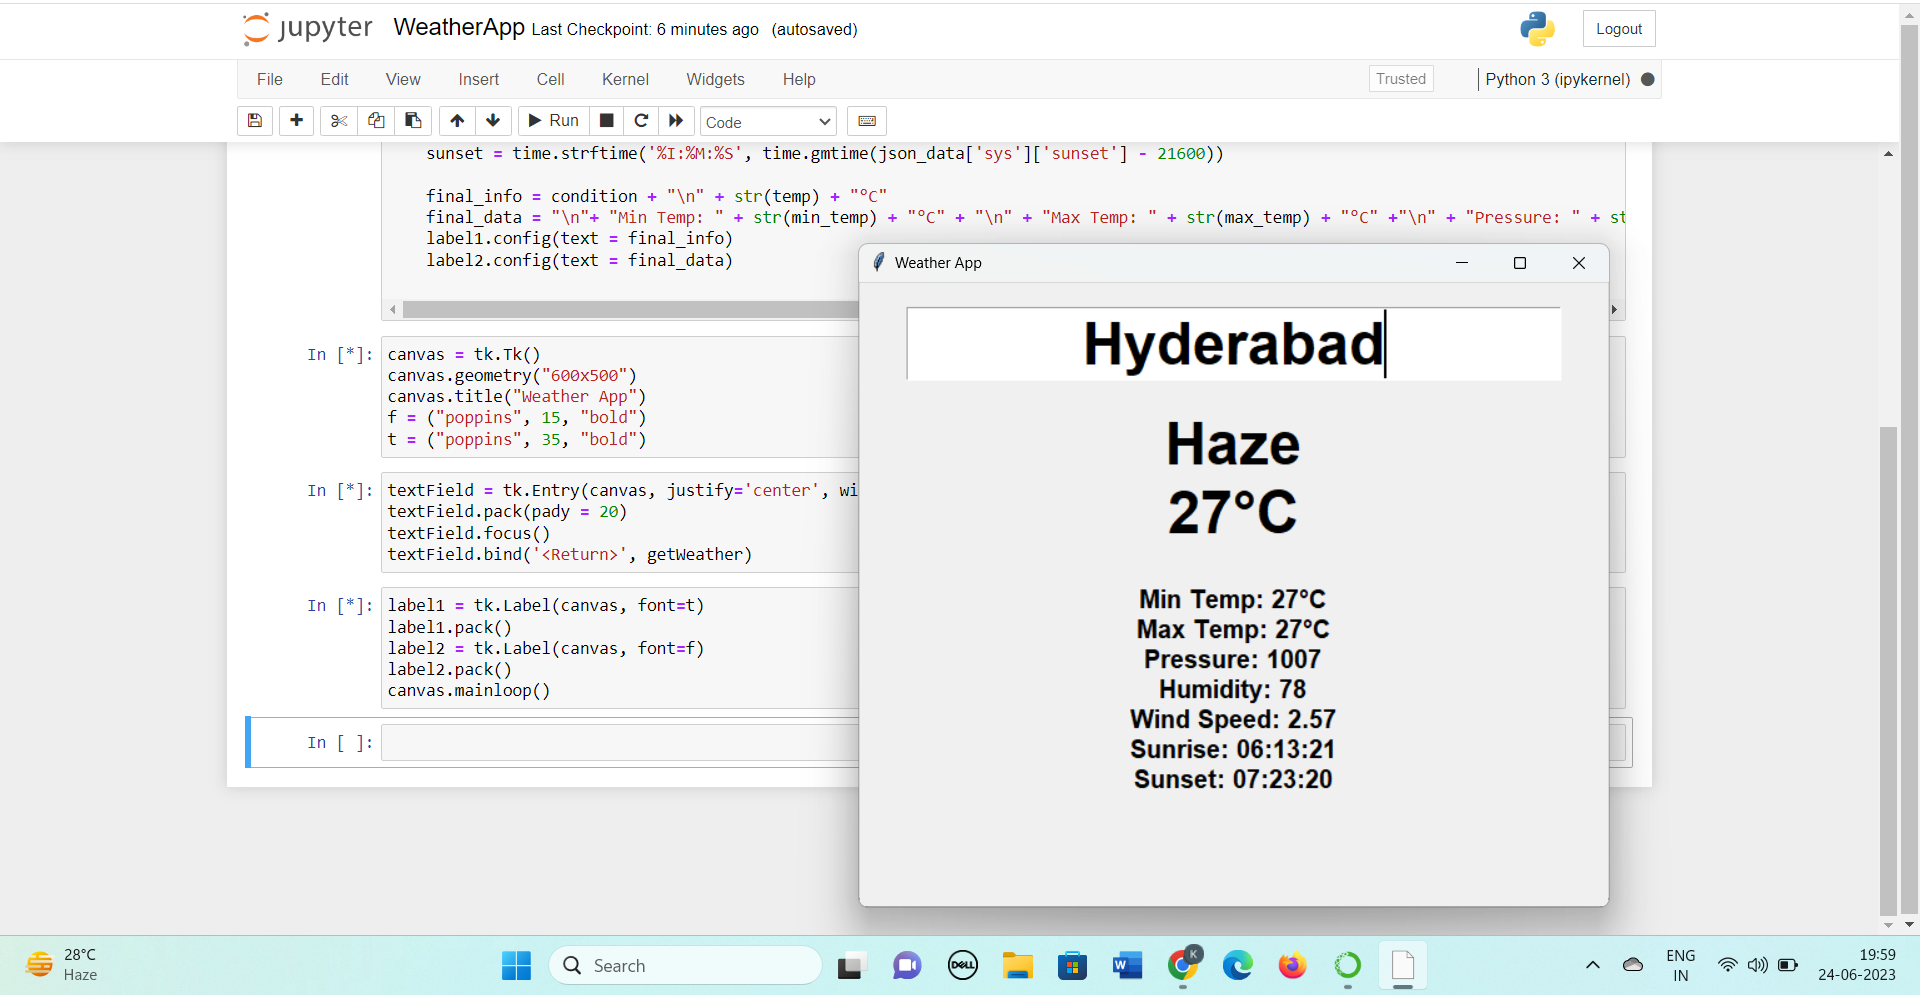 jupyter WeatherApp Last Checkpoint: 6 minutes ago (autosaved) Logout
File Edit View Insert Cell Kernel Widgets Help Trusted Python 3 (ipykernel)
Run Code
sunset = time.strftime('%I:%M:%S', time.gmtime(json_data['sys']['sunset'] - 21600))
final_info = condition + "\n" + str(temp) + "°C"
final_data = "\n"+ "Min Temp: " + str(min_temp) + "°C" + "\n" + "Max Temp: " + str(max_temp) + "°C" +"\n" + "Pressure: " + st
label1.config(text = final_info)
label2.config(text = final_data)
In [*]: canvas = tk.Tk()
canvas.geometry("600x500")
canvas.title("Weather App")
f = ("poppins", 15, "bold")
t = ("poppins", 35, "bold")
In [*]: textField = tk.Entry(canvas, justify='center', wi
textField.pack(pady = 20)
textField.focus()
textField.bind('<Return>', getWeather)
In [*]: label1 = tk.Label(canvas, font=t)
label1.pack()
label2 = tk.Label(canvas, font=f)
label2.pack()
canvas.mainloop()
In [ ]:
Weather App
Hyderabad
Haze
27°C
Min Temp: 27°C
Max Temp: 27°C
Pressure: 1007
Humidity: 78
Wind Speed: 2.57
Sunrise: 06:13:21
Sunset: 07:23:20
28°C
Haze
Search
DELL
W
K
ENG
IN
19:59
24-06-2023